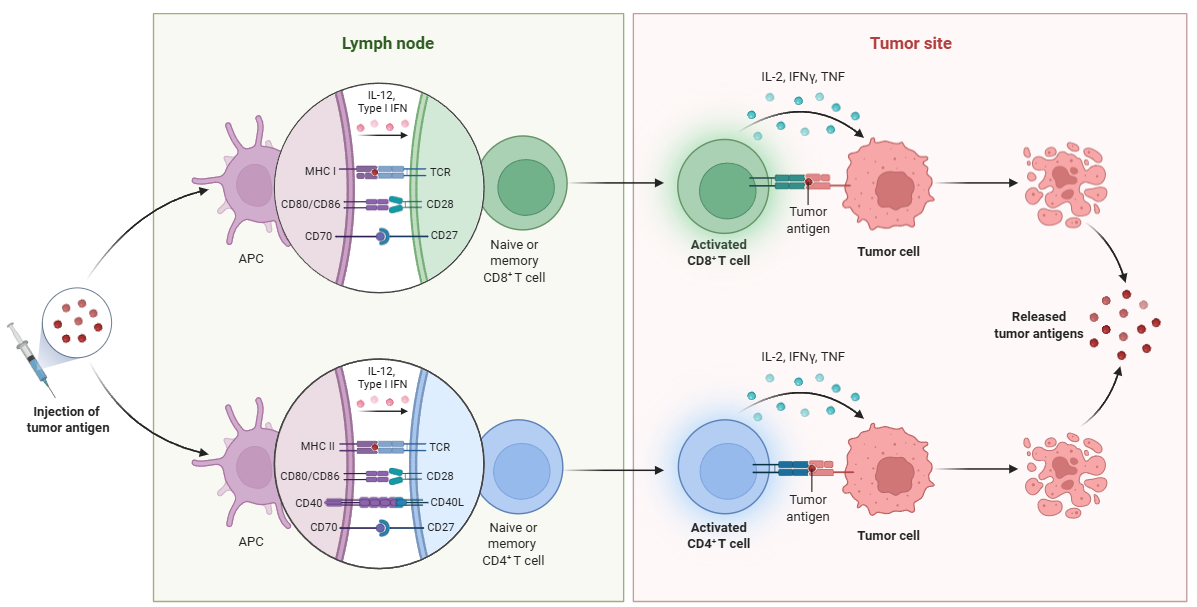 Lymph node
Tumor site
Injection of
tumor antigen
APC
IL-12,
Type I IFN
MHC I
TCR
CD80/CD86
CD28
CD70
CD27
Naive or
memory
CD8⁺ T cell
IL-2, IFNγ, TNF
Activated
CD8⁺ T cell
Tumor
antigen
Tumor cell
APC
IL-12,
Type I IFN
MHC II
TCR
CD80/CD86
CD28
CD40
CD40L
CD70
CD27
Naive or
memory
CD4⁺ T cell
IL-2, IFNγ, TNF
Activated
CD4⁺ T cell
Tumor
antigen
Tumor cell
Released
tumor antigens